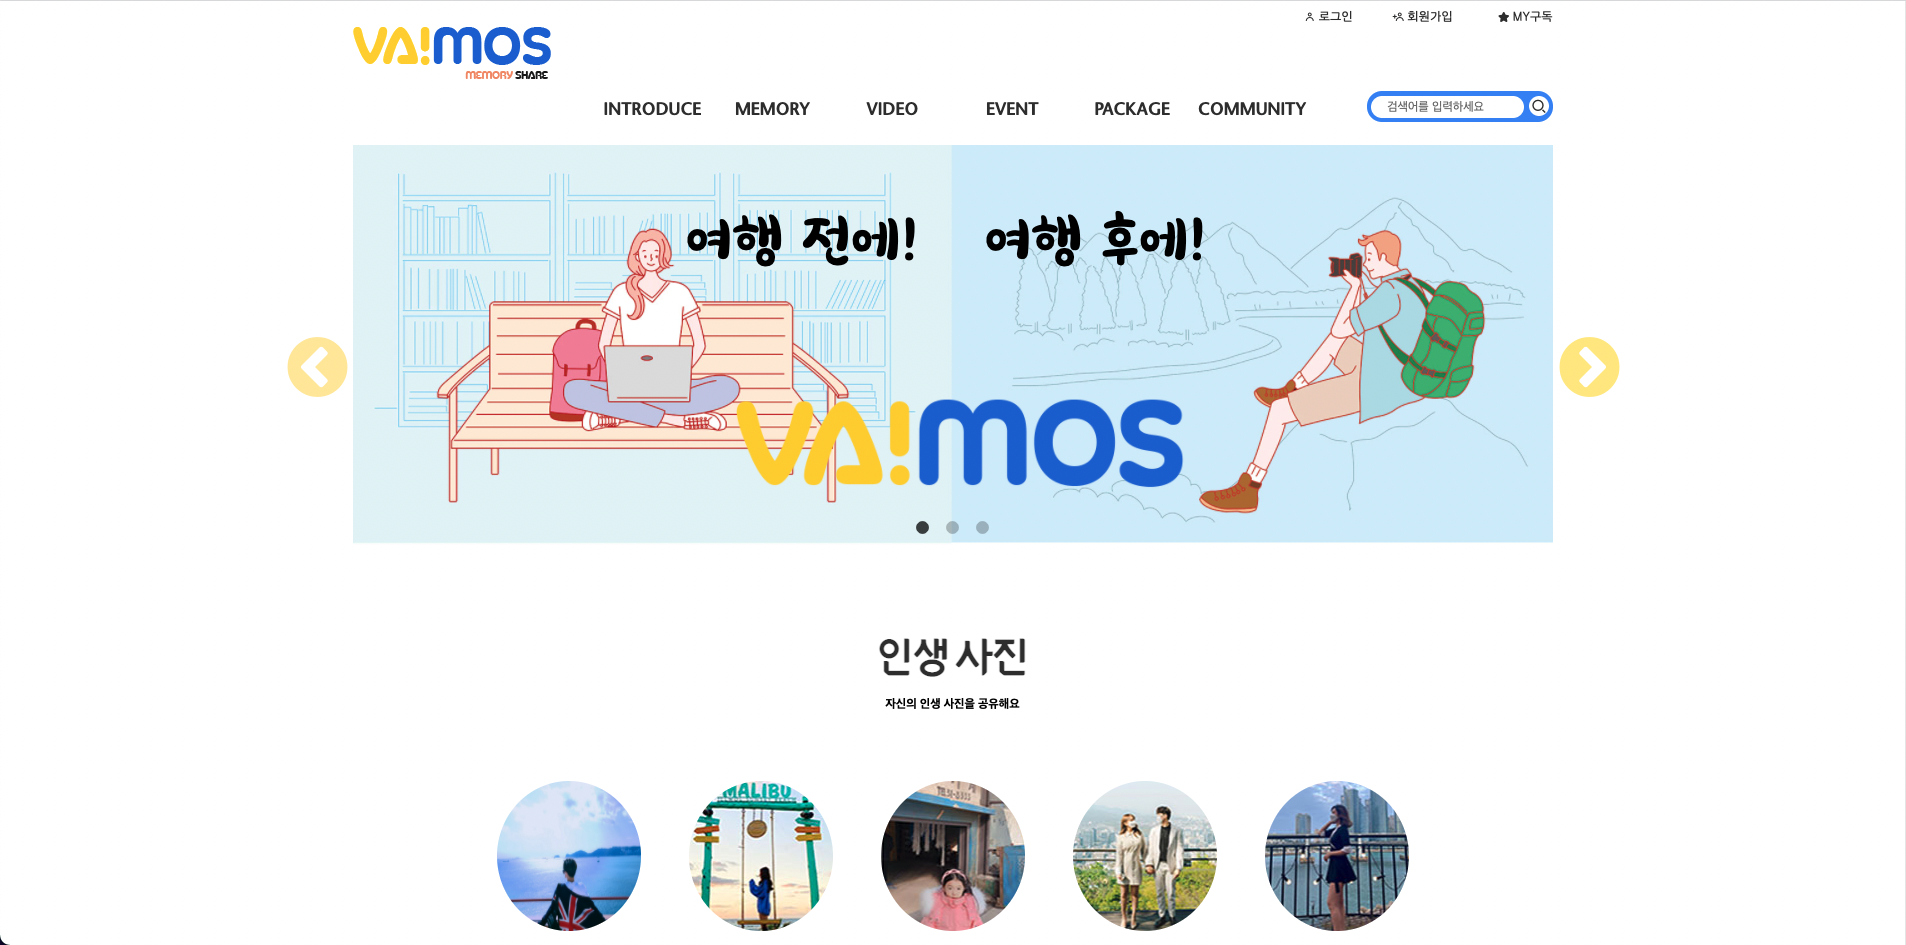 로그인 회원가입 MY구독
VA!MOS
MEMORY SHARE
INTRODUCE MEMORY VIDEO EVENT PACKAGE COMMUNITY
검색어를 입력하세요
여행 전에! 여행 후에!
VA!MOS
인생 사진
자신의 인생 사진을 공유해요
MALIBU